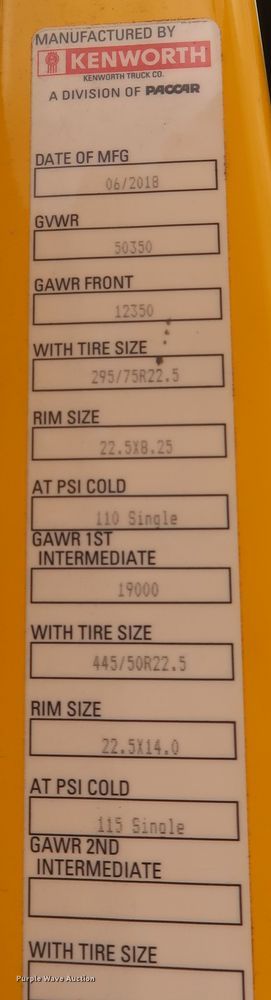 MANUFACTURED BY
KENWORTH
KENWORTH TRUCK CO.
A DIVISION OF PACCAR
DATE OF MFG
06/2018
GVWR
50350
GAWR FRONT
12350
WITH TIRE SIZE
295/75R22.5
RIM SIZE
22.5X8.25
AT PSI COLD
110 Single
GAWR 1ST
INTERMEDIATE
19000
WITH TIRE SIZE
445/50R22.5
RIM SIZE
22.5X14.0
AT PSI COLD
115 Single
GAWR 2ND
INTERMEDIATE
WITH TIRE SIZE
Purple Wave Auction